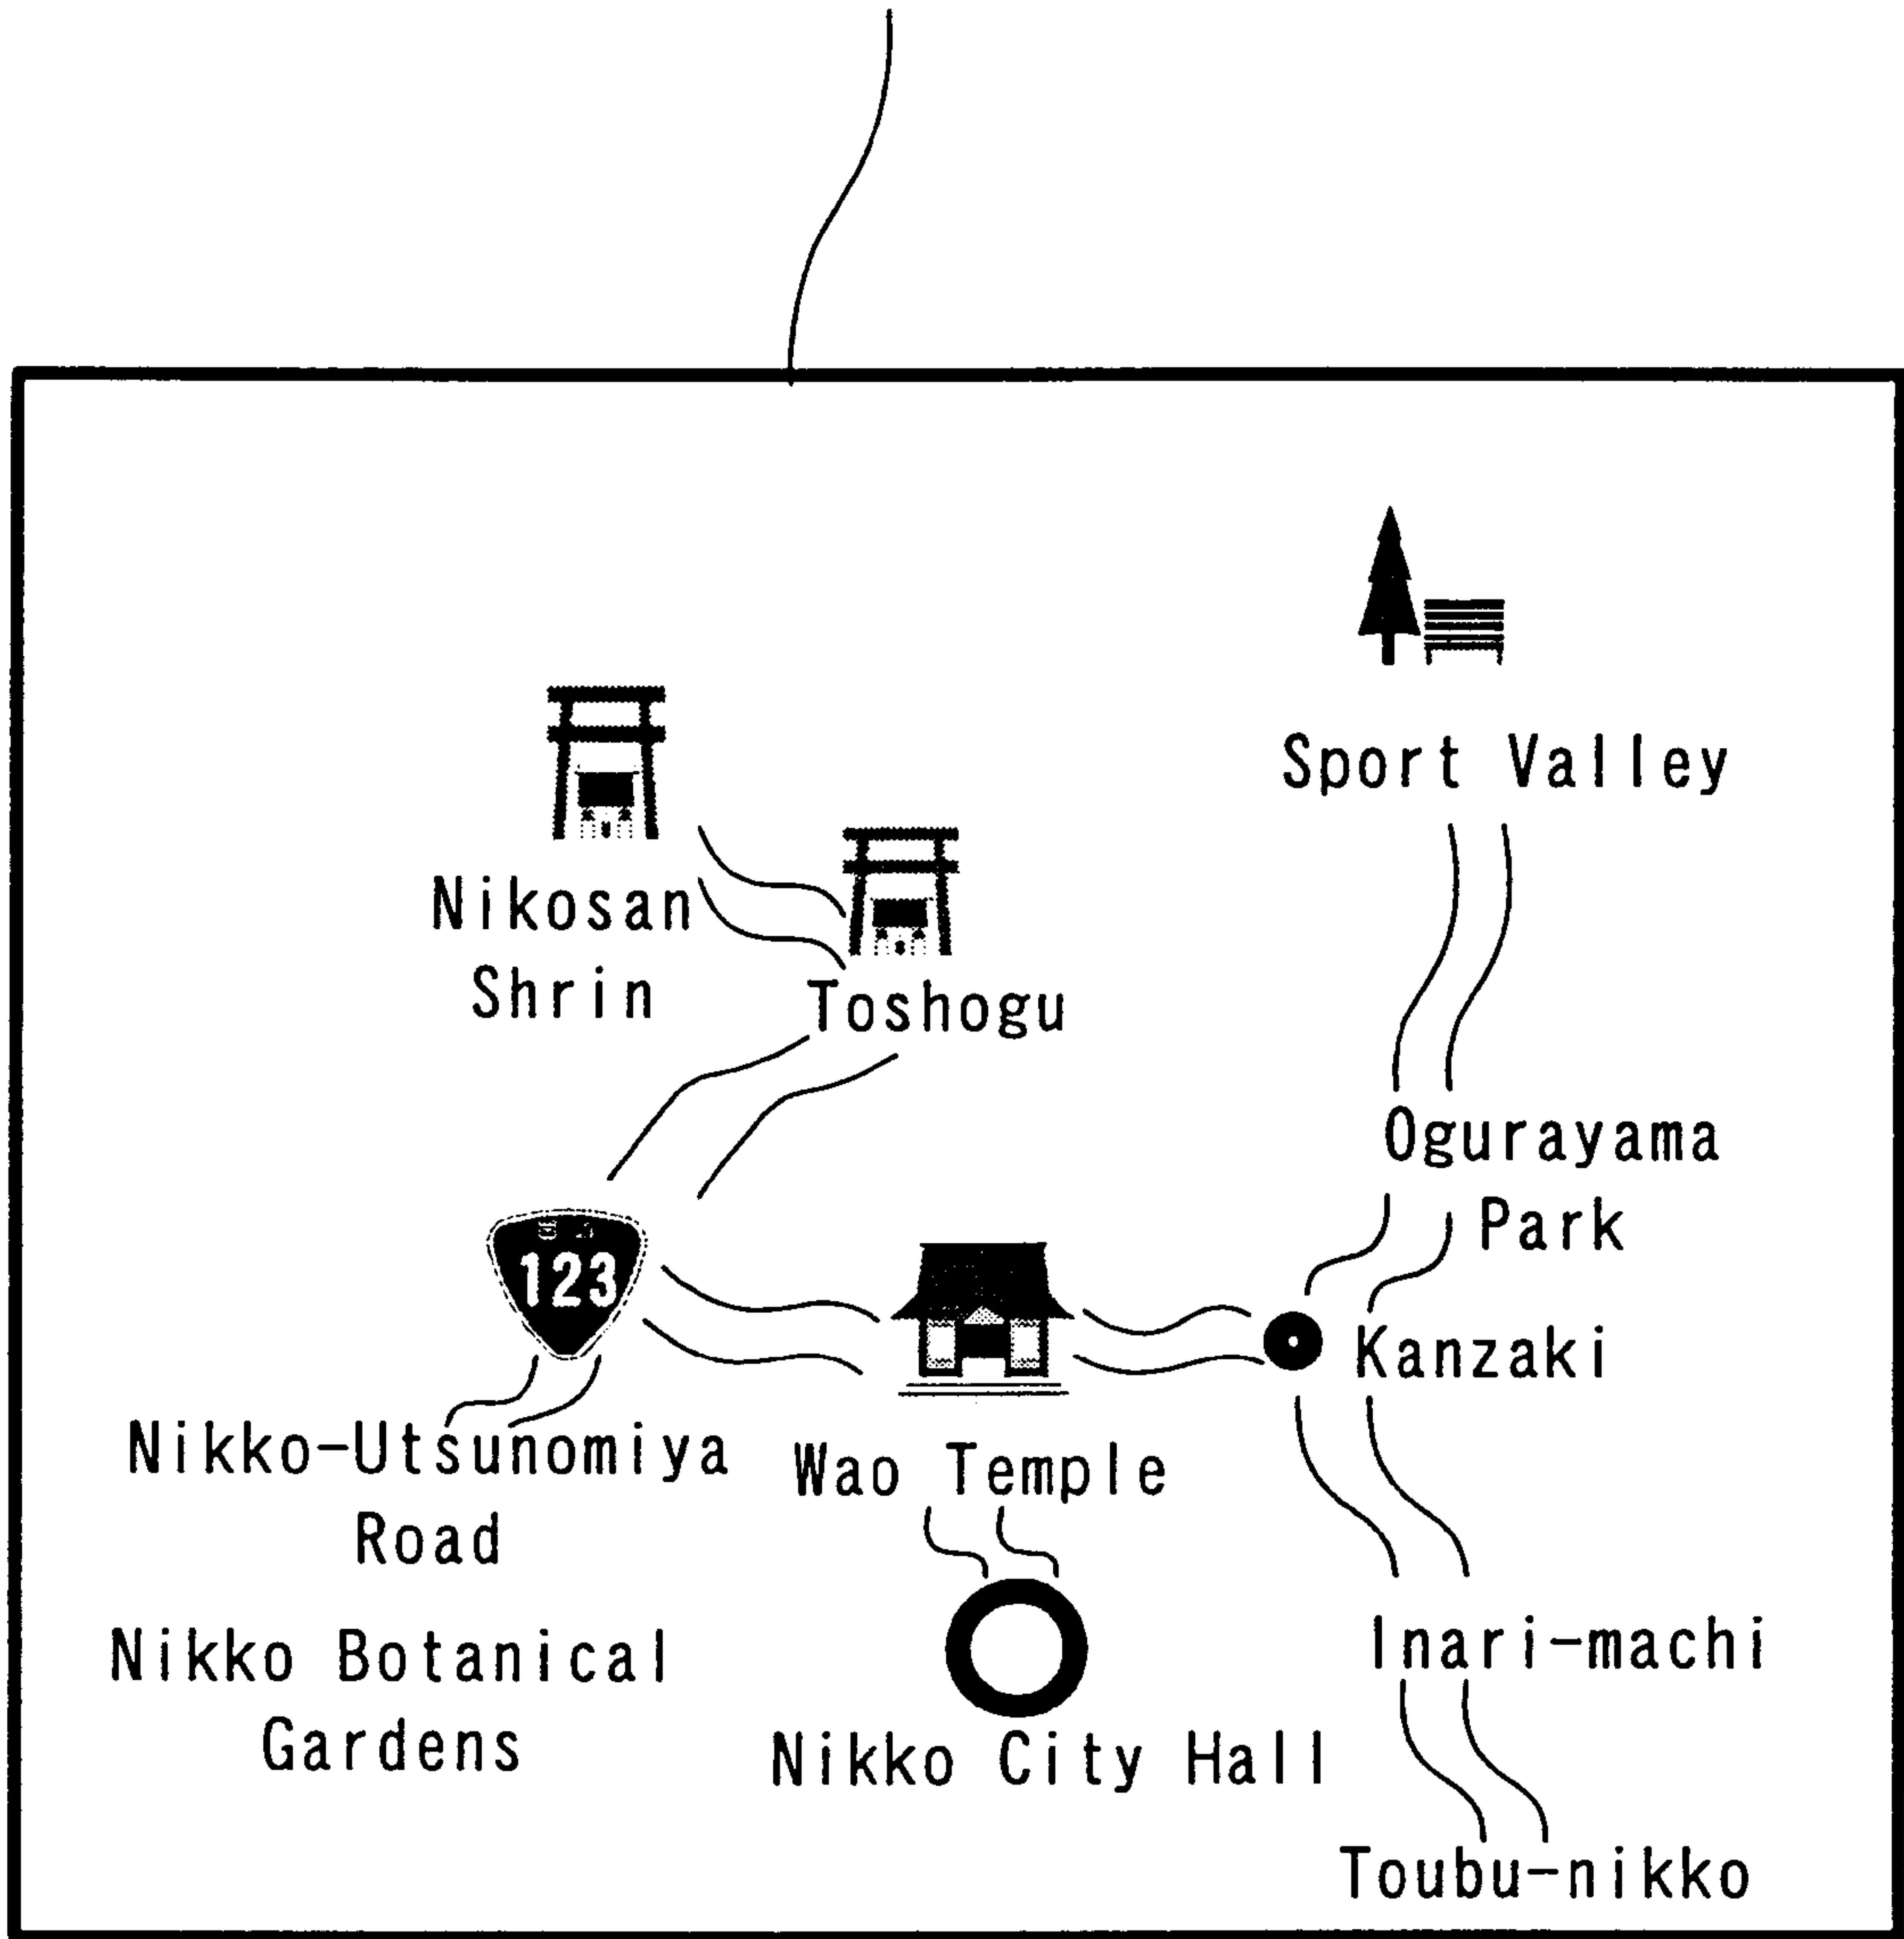 Sport Valley
Nikosan
Shrin
Toshogu
Ogurayama
Park
123
Kanzaki
Nikko-Utsunomiya
Road
Wao Temple
Nikko Botanical
Gardens
Inari-machi
Nikko City Hall
Toubu-nikko